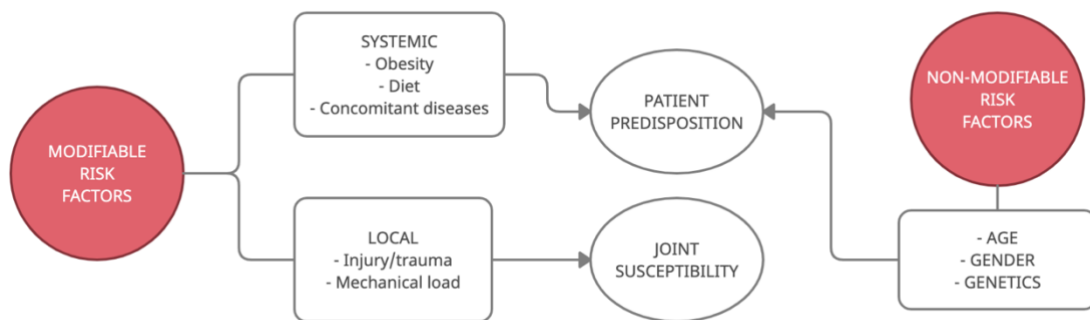 MODIFIABLE
RISK
FACTORS
SYSTEMIC
- Obesity
- Diet
- Concomitant diseases
LOCAL
- Injury/trauma
- Mechanical load
PATIENT
PREDISPOSITION
JOINT
SUSCEPTIBILITY
NON-MODIFIABLE
RISK
FACTORS
- AGE
- GENDER
- GENETICS